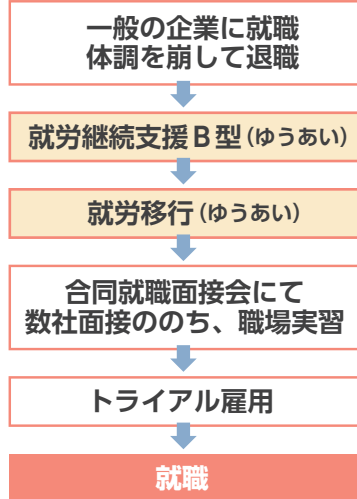 一般の企業に就職
体調を崩して退職
就労継続支援B型(ゆうあい)
就労移行(ゆうあい)
合同就職面接会にて
数社面接ののち、職場実習
トライアル雇用
就職